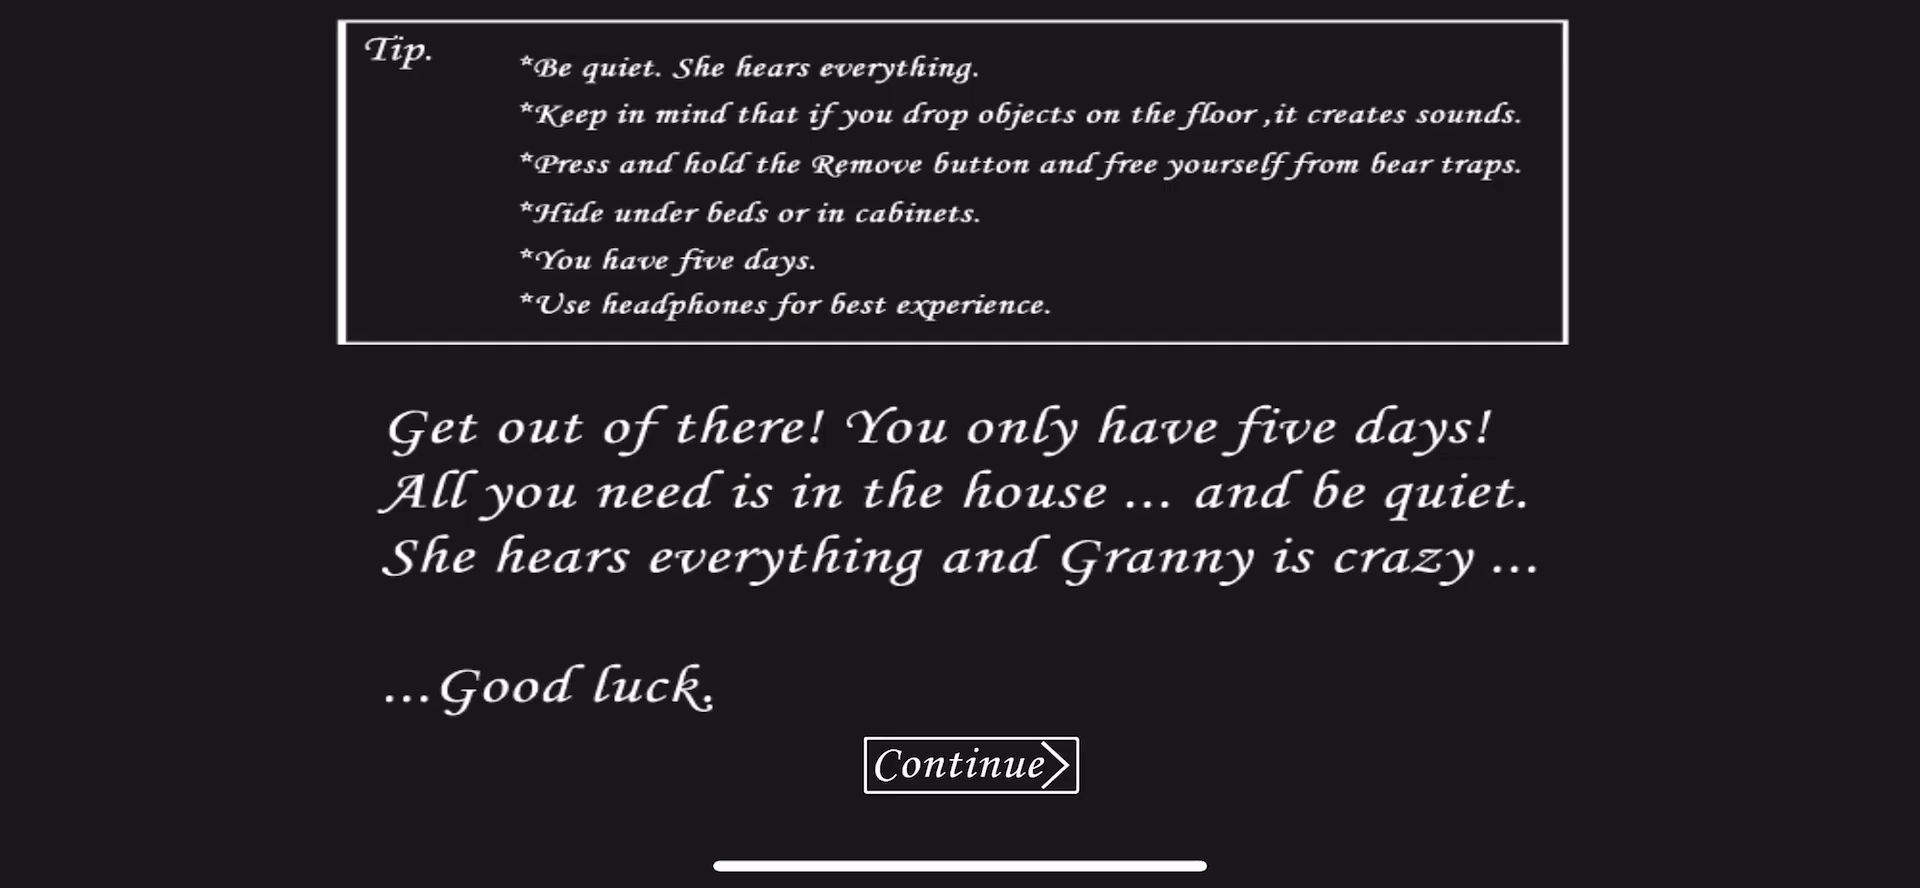 Tip.
*Be quiet. She hears everything.
*Keep in mind that if you drop objects on the floor ,it creates sounds.
*Press and hold the Remove button and free yourself from bear traps.
*Hide under beds or in cabinets.
*You have five days.
*Use headphones for best experience.
Get out of there! You only have five days!
All you need is in the house ... and be quiet.
She hears everything and Granny is crazy ...
...Good luck.
Continue